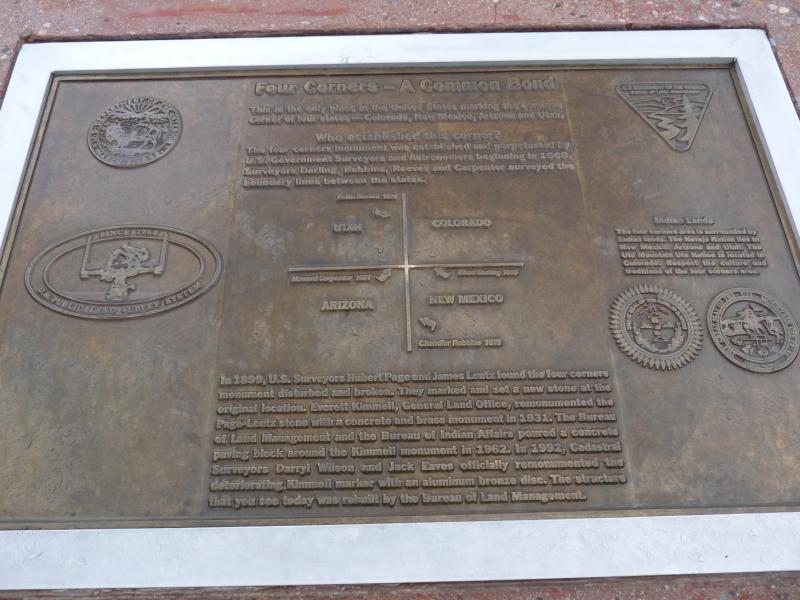 Four Corners – A Common Bond
This is the only place in the United States marking the common
corner of four states — Colorado, New Mexico, Arizona and Utah.
Who established this corner?
The four corners monument was established and perpetuated by
U.S. Government Surveyors and Astronomers beginning in 1868.
Surveyors Darling, Robbins, Reeves and Carpenter surveyed the
boundary lines between the states.
Rollin Reeves 1878
UTAH
COLORADO
Howard Carpenter 1901
Ehud Darling 1868
ARIZONA
NEW MEXICO
Chandler Robbins 1875
In 1899, U.S. Surveyors Hubert Page and James Lentz found the four corners
monument disturbed and broken. They marked and set a new stone at the
original location. Everett Kimmell, General Land Office, remonumented the
Page-Lentz stone with a concrete and brass monument in 1931. The Bureau
of Land Management and the Bureau of Indian Affairs poured a concrete
paving block around the Kimmell monument in 1962. In 1992, Cadastral
Surveyors Darryl Wilson and Jack Eaves officially remonumented the
deteriorating Kimmell marker with an aluminum bronze disc. The structure
that you see today was rebuilt by the Bureau of Land Management.
SINCE 1785
U.S. PUBLIC LAND SURVEY SYSTEM
Indian Lands
The four corners area is surrounded by
Indian lands. The Navajo Nation lies in
New Mexico, Arizona and Utah. The
Ute Mountain Ute Nation is located in
Colorado. Respect the culture and
traditions of the four corners area.